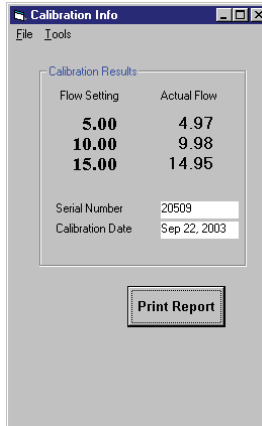 Calibration Info
File Tools
Calibration Results
Flow Setting Actual Flow
5.00 4.97
10.00 9.98
15.00 14.95
Serial Number 20509
Calibration Date Sep 22, 2003
Print Report